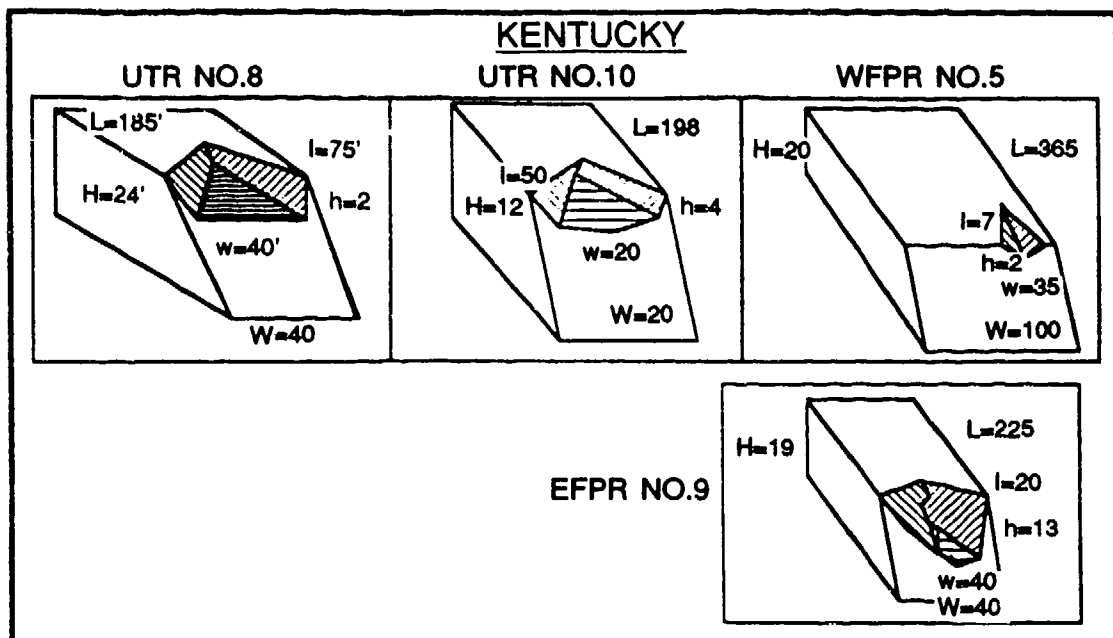 KENTUCKY
UTR NO.8
UTR NO.10
WFPR NO.5
L=185'
l=75'
H=24'
h=2
w=40'
W=40
L=198
l=50
H=12
h=4
w=20
W=20
H=20
L=365
l=7
h=2
w=35
W=100
EFPR NO.9
H=19
L=225
l=20
h=13
w=40
W=40